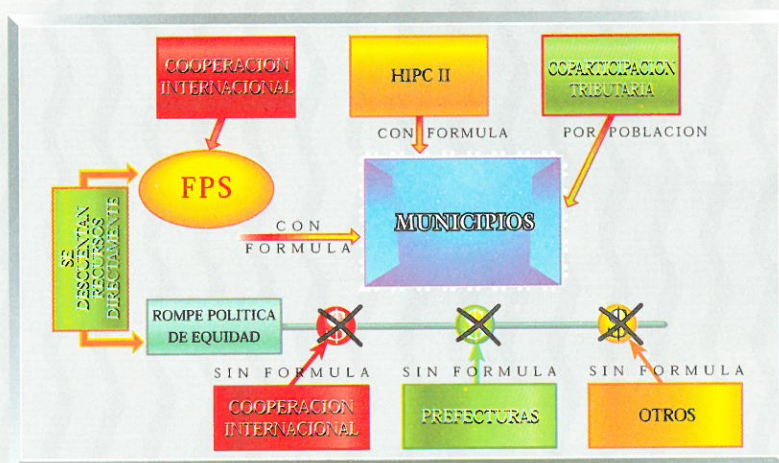 COOPERACION
INTERNACIONAL
HIPC II
COPARTICIPACION
TRIBUTARIA
CON FORMULA
POR POBLACION
FPS
MUNICIPIOS
CON
FORMULA
SE
DESCUENTAN
RECURSOS
DIRECTAMENTE
ROMPE POLITICA
DE EQUIDAD
$
$
$
SIN FORMULA
SIN FORMULA
SIN FORMULA
COOPERACION
INTERNACIONAL
PREFECTURAS
OTROS